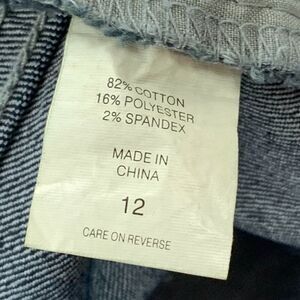 82% COTTON
16% POLYESTER
2% SPANDEX
MADE IN
CHINA
12
CARE ON REVERSE